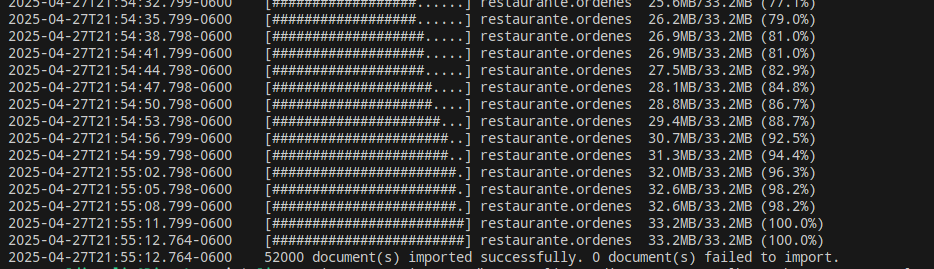 2025-04-27T21:54:32.799-0600 [##################......] restaurante.ordenes 25.6MB/33.2MB (77.1%)
2025-04-27T21:54:35.799-0600 [##################......] restaurante.ordenes 26.2MB/33.2MB (79.0%)
2025-04-27T21:54:38.798-0600 [###################.....] restaurante.ordenes 26.9MB/33.2MB (81.0%)
2025-04-27T21:54:41.799-0600 [###################.....] restaurante.ordenes 26.9MB/33.2MB (81.0%)
2025-04-27T21:54:44.798-0600 [###################.....] restaurante.ordenes 27.5MB/33.2MB (82.9%)
2025-04-27T21:54:47.798-0600 [####################....] restaurante.ordenes 28.1MB/33.2MB (84.8%)
2025-04-27T21:54:50.798-0600 [####################....] restaurante.ordenes 28.8MB/33.2MB (86.7%)
2025-04-27T21:54:53.798-0600 [#####################...] restaurante.ordenes 29.4MB/33.2MB (88.7%)
2025-04-27T21:54:56.799-0600 [######################..] restaurante.ordenes 30.7MB/33.2MB (92.5%)
2025-04-27T21:54:59.798-0600 [######################..] restaurante.ordenes 31.3MB/33.2MB (94.4%)
2025-04-27T21:55:02.798-0600 [#######################.] restaurante.ordenes 32.0MB/33.2MB (96.3%)
2025-04-27T21:55:05.798-0600 [#######################.] restaurante.ordenes 32.6MB/33.2MB (98.2%)
2025-04-27T21:55:08.799-0600 [#######################.] restaurante.ordenes 32.6MB/33.2MB (98.2%)
2025-04-27T21:55:11.799-0600 [########################] restaurante.ordenes 33.2MB/33.2MB (100.0%)
2025-04-27T21:55:12.764-0600 [########################] restaurante.ordenes 33.2MB/33.2MB (100.0%)
2025-04-27T21:55:12.764-0600 52000 document(s) imported successfully. 0 document(s) failed to import.